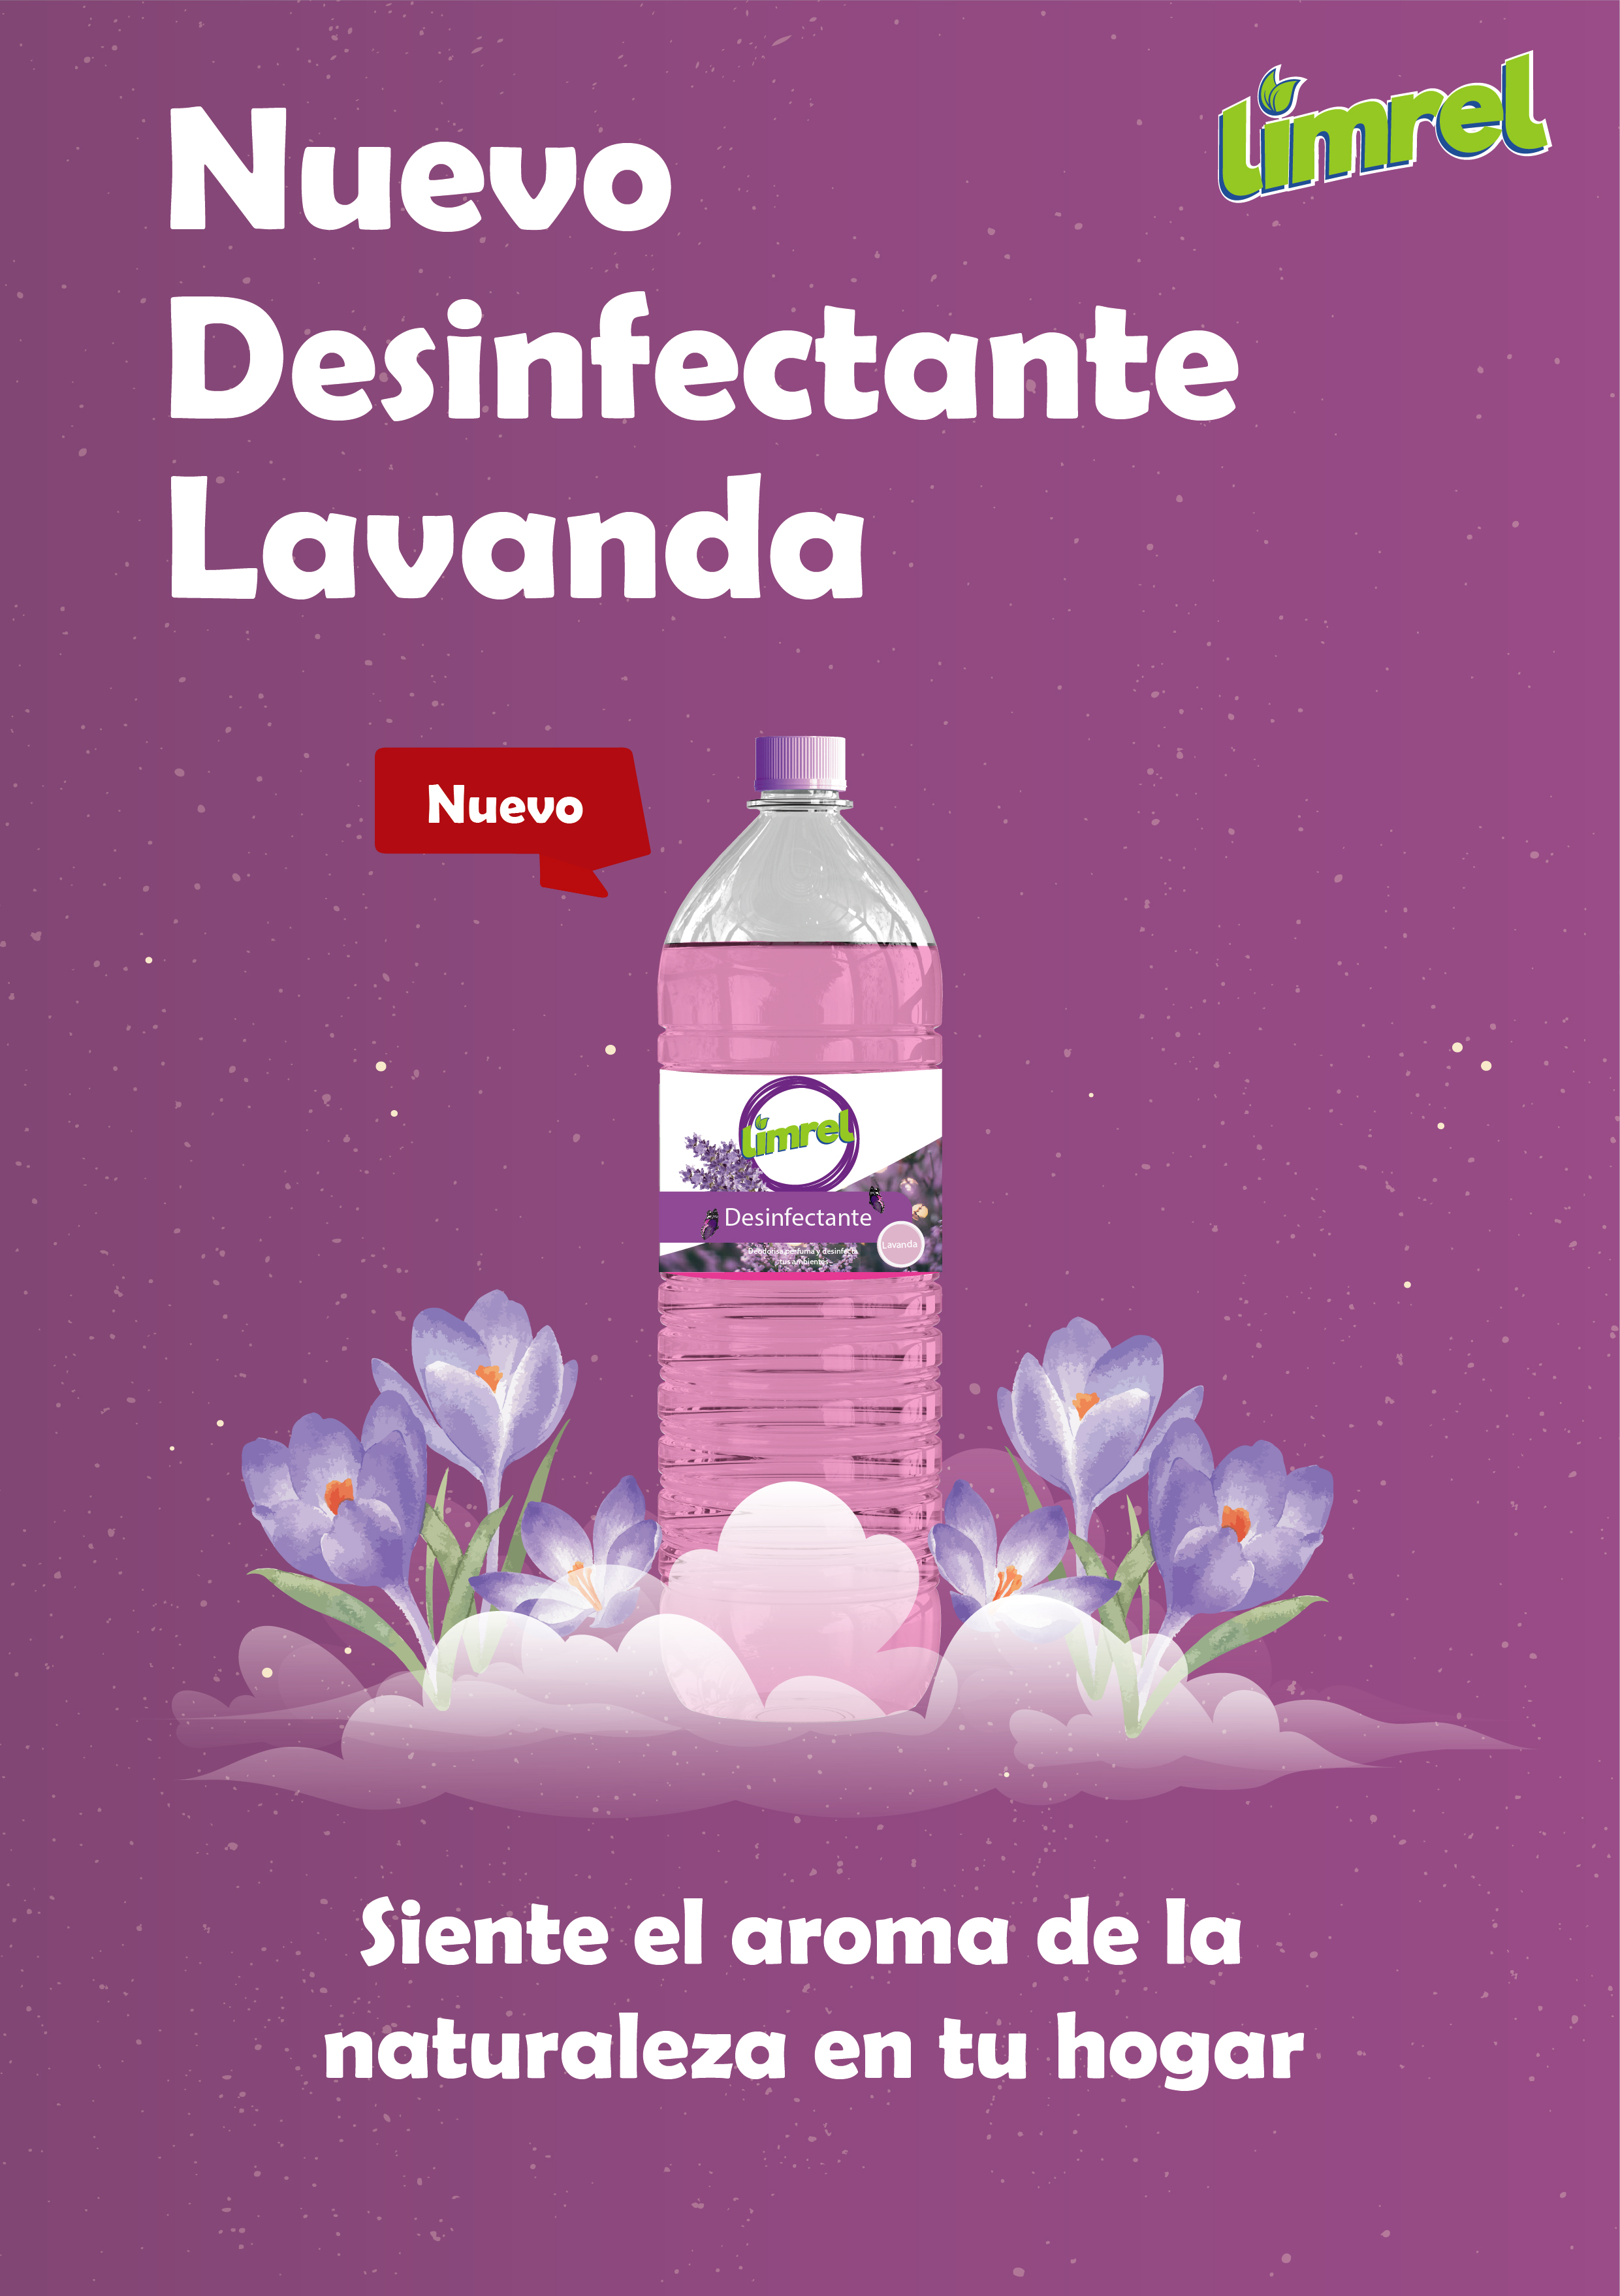 limrel
Nuevo
Desinfectante
Lavanda
Nuevo
limrel
Desinfectante
Lavanda
Deodoriza perfuma y desinfecta
tus ambientes
Siente el aroma de la
naturaleza en tu hogar